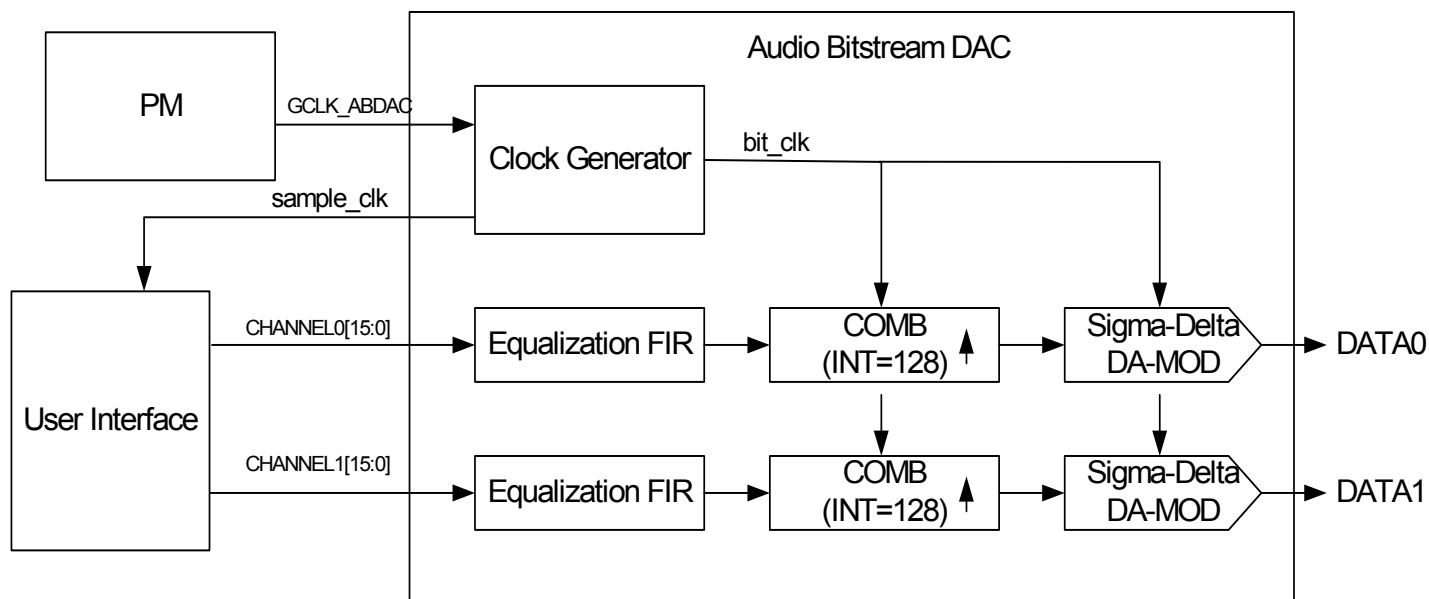 Audio Bitstream DAC
PM
GCLK_ABDAC
Clock Generator
bit_clk
sample_clk
User Interface
CHANNEL0[15:0]
Equalization FIR
COMB
(INT=128)
Sigma-Delta
DA-MOD
DATA0
CHANNEL1[15:0]
Equalization FIR
COMB
(INT=128)
Sigma-Delta
DA-MOD
DATA1